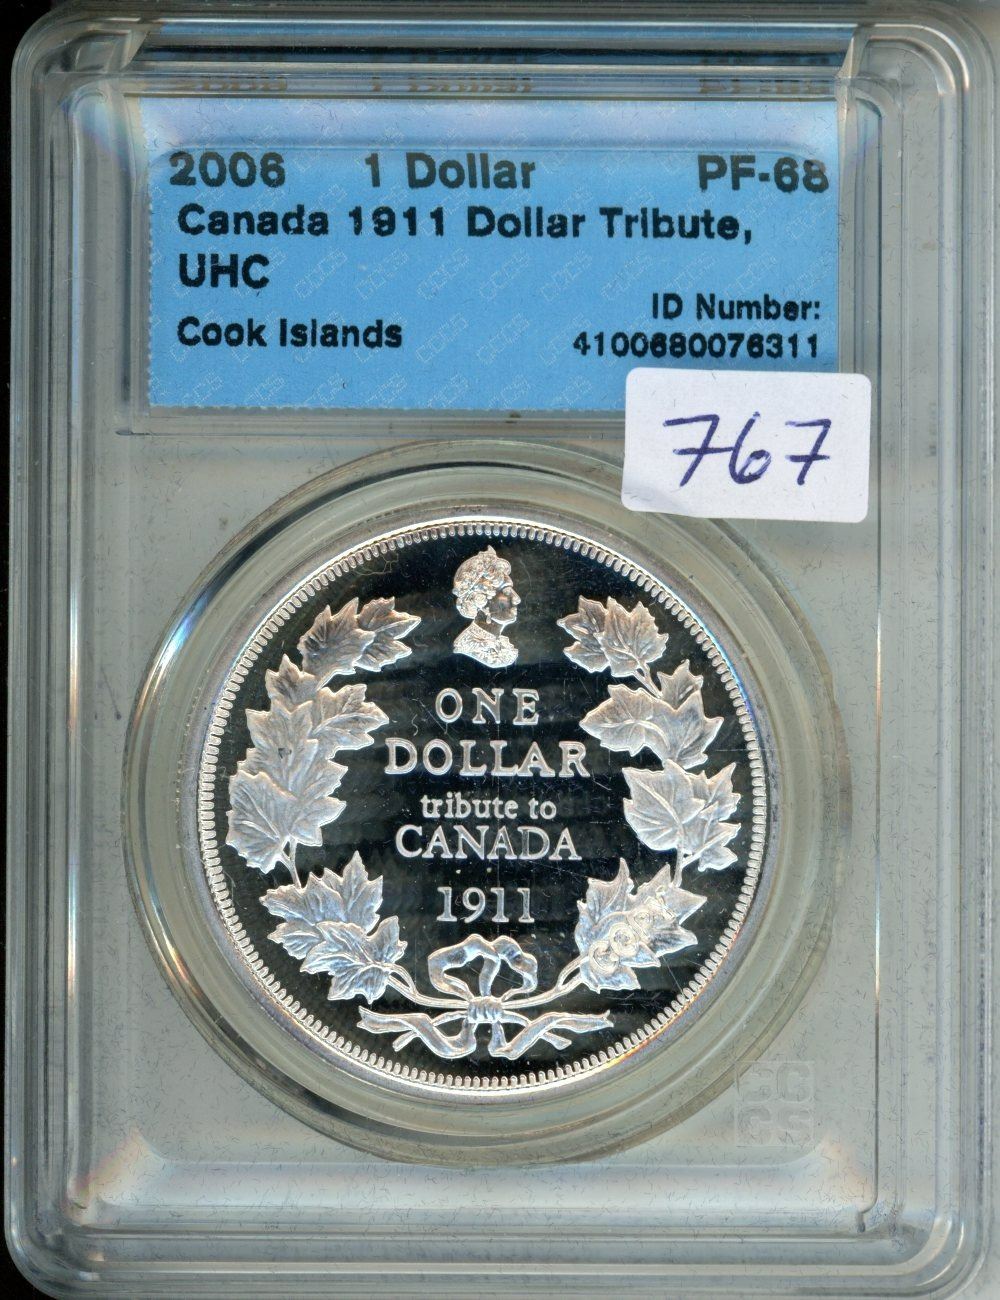 2006 1 Dollar PF-68
Canada 1911 Dollar Tribute,
UHC
Cook Islands
ID Number:
4100680076311
767
ONE
DOLLAR
tribute to
CANADA
1911
CCCS